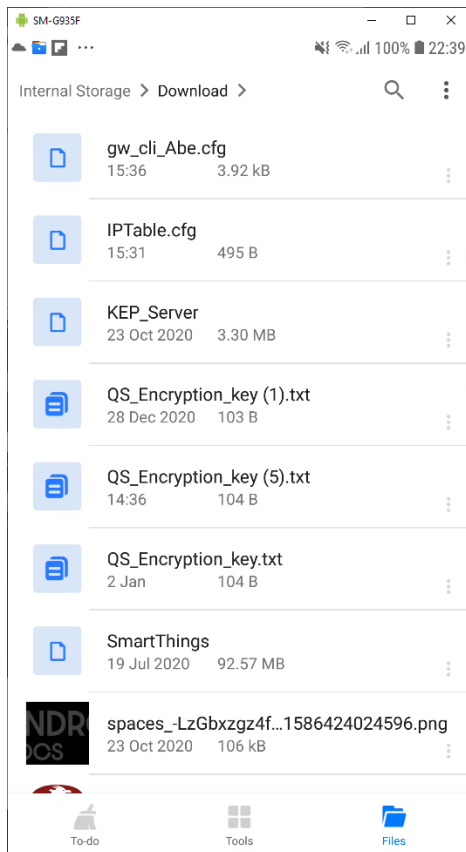 SM-G935F
100% 22:39
Internal Storage > Download >
gw_cli_Abe.cfg
15:36 3.92 kB
IPTable.cfg
15:31 495 B
KEP_Server
23 Oct 2020 3.30 MB
QS_Encryption_key (1).txt
28 Dec 2020 103 B
QS_Encryption_key (5).txt
14:36 104 B
QS_Encryption_key.txt
2 Jan 104 B
SmartThings
19 Jul 2020 92.57 MB
NDR
OCS
spaces_-LzGbxzgz4f...1586424024596.png
23 Oct 2020 106 kB
To-do Tools Files